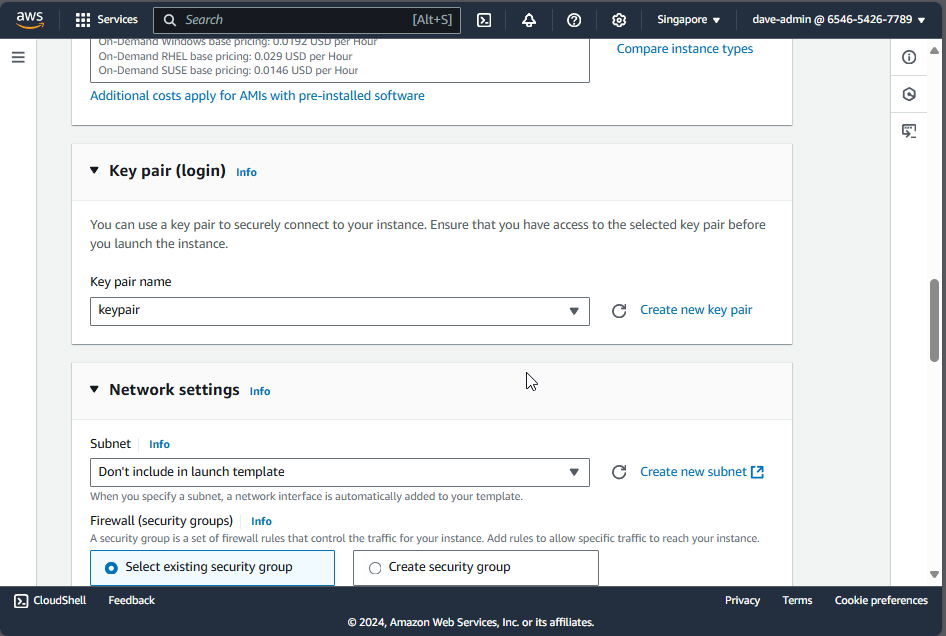 aws
Services
Search [Alt+S]
Singapore
dave-admin @ 6546-5426-7789
On-Demand Windows base pricing: 0.0192 USD per Hour
On-Demand RHEL base pricing: 0.029 USD per Hour
On-Demand SUSE base pricing: 0.0146 USD per Hour
Compare instance types
Additional costs apply for AMIs with pre-installed software
Key pair (login) Info
You can use a key pair to securely connect to your instance. Ensure that you have access to the selected key pair before
you launch the instance.
Key pair name
keypair
Create new key pair
Network settings Info
Subnet Info
Don't include in launch template
Create new subnet
When you specify a subnet, a network interface is automatically added to your template.
Firewall (security groups) Info
A security group is a set of firewall rules that control the traffic for your instance. Add rules to allow specific traffic to reach your instance.
Select existing security group
Create security group
CloudShell
Feedback
Privacy
Terms
Cookie preferences
© 2024, Amazon Web Services, Inc. or its affiliates.